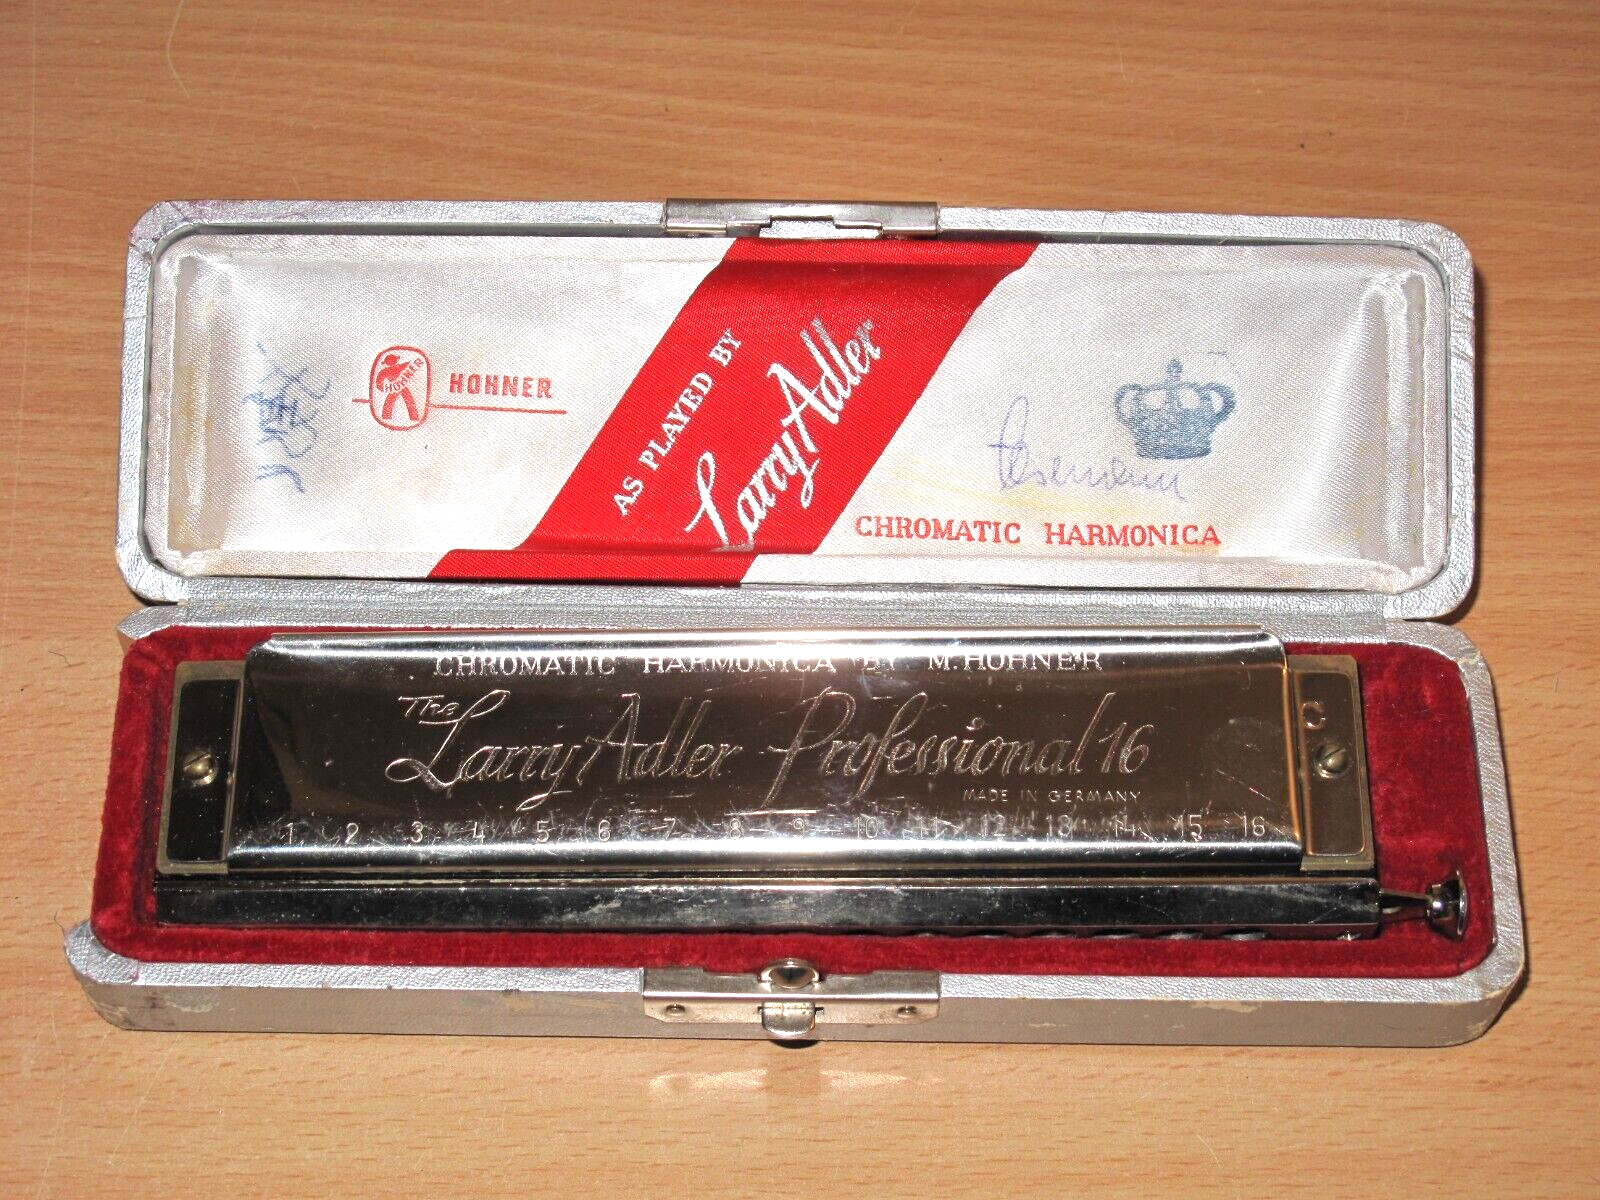 HOHNER
HOHNER
AS PLAYED BY
Larry Adler
CHROMATIC HARMONICA
CHROMATIC HARMONICA BY M. HOHNER
The Larry Adler Professional 16
C
MADE IN GERMANY
1 2 3 4 5 6 7 8 9 10 11 12 13 14 15 16